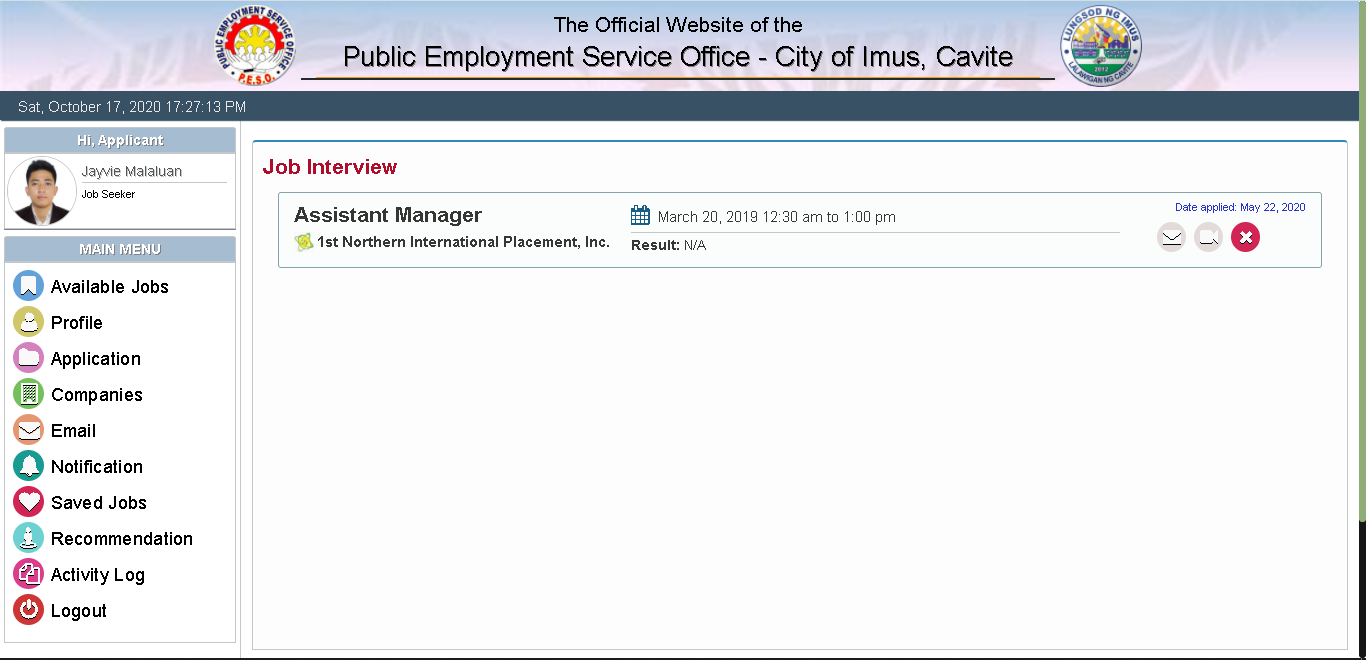 PUBLIC EMPLOYMENT SERVICE OFFICE
P.E.S.O.
The Official Website of the
Public Employment Service Office - City of Imus, Cavite
LUNGSOD NG IMUS
LALAWIGAN NG CAVITE
2012
Sat, October 17, 2020 17:27:13 PM
Hi, Applicant
Jayvie Malaluan
Job Seeker
MAIN MENU
Available Jobs
Profile
Application
Companies
Email
Notification
Saved Jobs
Recommendation
Activity Log
Logout
Job Interview
Assistant Manager
1st Northern International Placement, Inc.
March 20, 2019 12:30 am to 1:00 pm
Result: N/A
Date applied: May 22, 2020